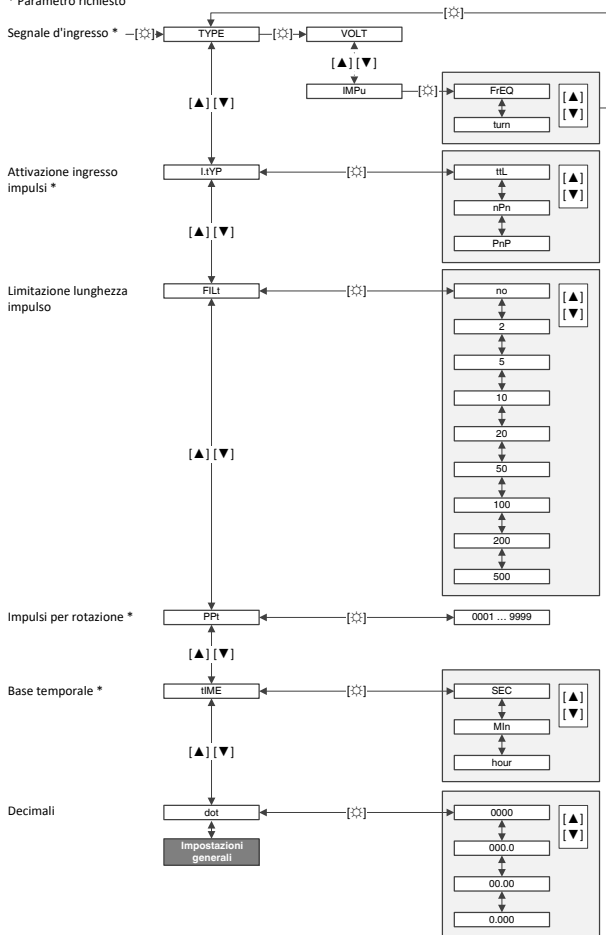 * Parametro richiesto
Segnale d'ingresso *
[☼]
TYPE
[☼]
VOLT
[☼]
[▲] [▼]
IMPu
[☼]
FrEQ
turn
[▲]
[▼]
[▲] [▼]
Attivazione ingresso
impulsi *
I.tYP
[☼]
ttL
nPn
PnP
[▲]
[▼]
[▲] [▼]
Limitazione lunghezza
impulso
FILt
[☼]
no
2
5
10
20
50
100
200
500
[▲]
[▼]
[▲] [▼]
Impulsi per rotazione *
PPt
[☼]
0001 ... 9999
[▲] [▼]
Base temporale *
tIME
[☼]
SEC
MIn
hour
[▲]
[▼]
[▲] [▼]
Decimali
dot
[☼]
0000
000.0
00.00
0.000
[▲]
[▼]
Impostazioni
generali